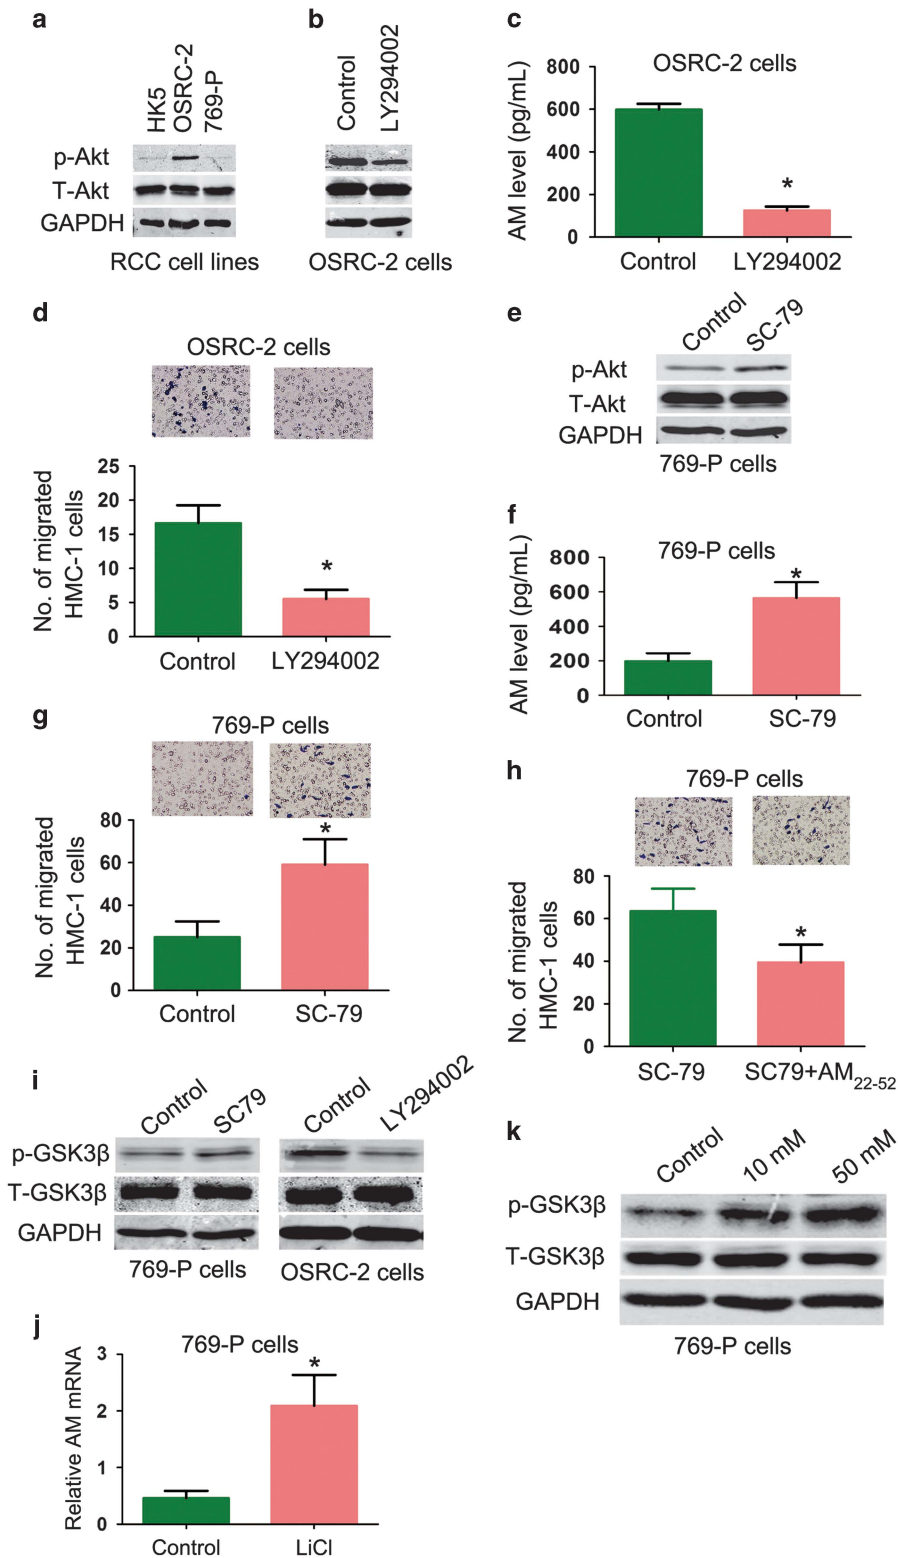 a
HK5
OSRC-2
769-P
p-Akt
T-Akt
GAPDH
RCC cell lines
b
Control
LY294002
OSRC-2 cells
c
OSRC-2 cells
AM level (pg/mL)
800
600
400
200
0
*
Control
LY294002
d
OSRC-2 cells
No. of migrated
HMC-1 cells
25
20
15
10
5
0
*
Control
LY294002
e
Control
SC-79
p-Akt
T-Akt
GAPDH
769-P cells
f
769-P cells
AM level (pg/mL)
800
600
400
200
0
*
Control
SC-79
g
769-P cells
No. of migrated
HMC-1 cells
80
60
40
20
0
*
Control
SC-79
h
769-P cells
No. of migrated
HMC-1 cells
80
60
40
20
0
*
SC-79
SC79+AM22-52
i
Control
SC79
Control
LY294002
p-GSK3β
T-GSK3β
GAPDH
769-P cells
OSRC-2 cells
j
769-P cells
Relative AM mRNA
3
2
1
0
*
Control
LiCl
k
Control
10 mM
50 mM
p-GSK3β
T-GSK3β
GAPDH
769-P cells